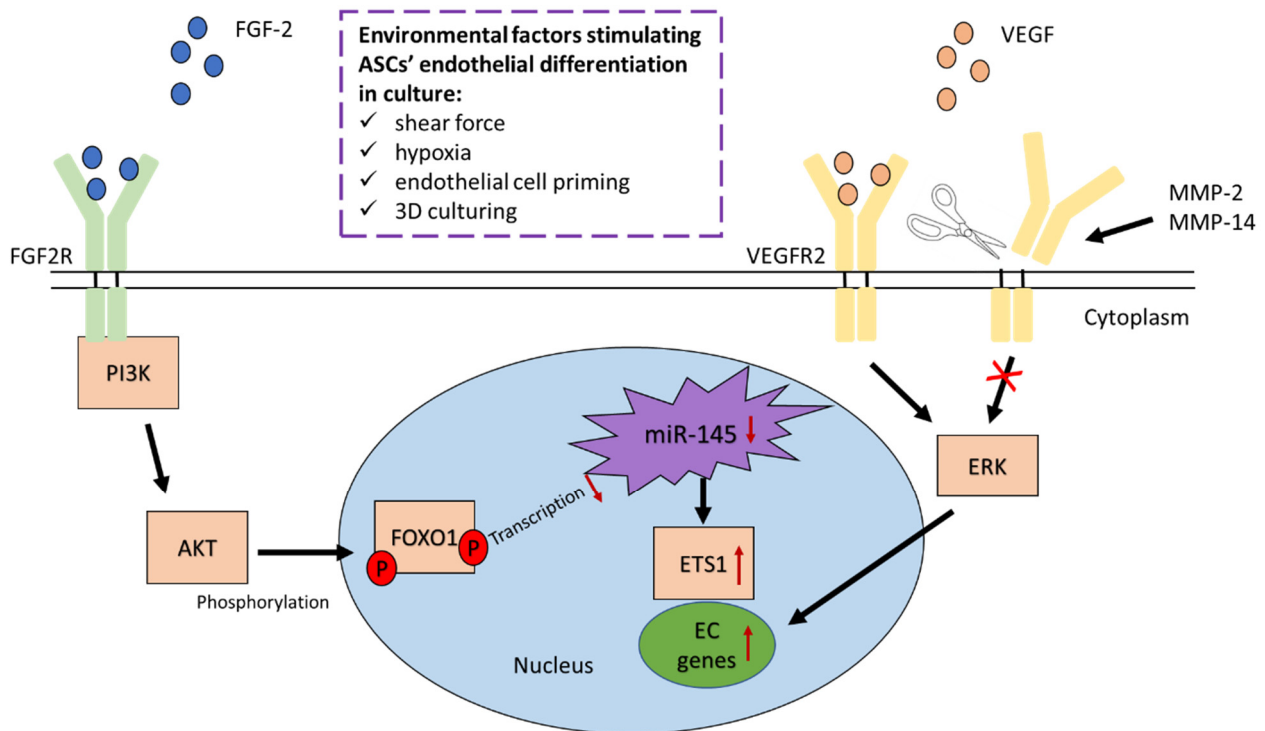 FGF-2
Environmental factors stimulating
ASCs’ endothelial differentiation
in culture:
✓ shear force
✓ hypoxia
✓ endothelial cell priming
✓ 3D culturing
VEGF
MMP-2
MMP-14
FGF2R
VEGFR2
Cytoplasm
PI3K
miR-145
ERK
Transcription
FOXO1
P
P
AKT
Phosphorylation
ETS1
EC
genes
Nucleus